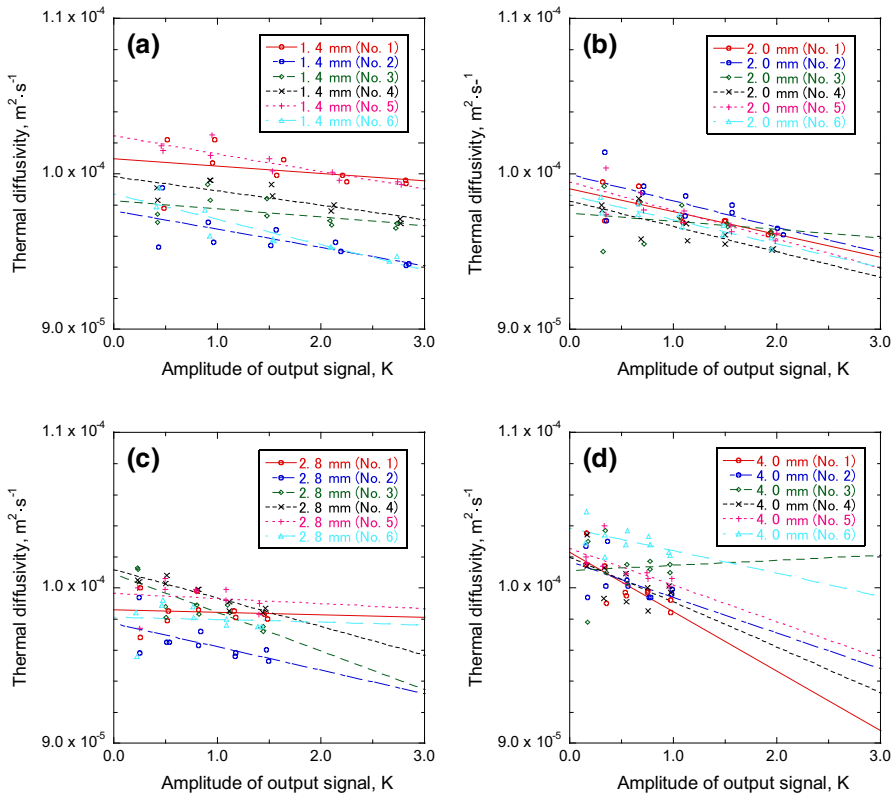 (a)
1.1 x 10⁻⁴
1.0 x 10⁻⁴
9.0 x 10⁻⁵
Thermal diffusivity, m²·s⁻¹
1.4 mm (No. 1)
1.4 mm (No. 2)
1.4 mm (No. 3)
1.4 mm (No. 4)
1.4 mm (No. 5)
1.4 mm (No. 6)
0.0 1.0 2.0 3.0
Amplitude of output signal, K
(b)
1.1 x 10⁻⁴
1.0 x 10⁻⁴
9.0 x 10⁻⁵
Thermal diffusivity, m²·s⁻
2.0 mm (No. 1)
2.0 mm (No. 2)
2.0 mm (No. 3)
2.0 mm (No. 4)
2.0 mm (No. 5)
2.0 mm (No. 6)
0.0 1.0 2.0 3.0
Amplitude of output signal, K
(c)
1.1 x 10⁻⁴
1.0 x 10⁻⁴
9.0 x 10⁻⁵
Thermal diffusivity, m²·s⁻¹
2.8 mm (No. 1)
2.8 mm (No. 2)
2.8 mm (No. 3)
2.8 mm (No. 4)
2.8 mm (No. 5)
2.8 mm (No. 6)
0.0 1.0 2.0 3.0
Amplitude of output signal, K
(d)
1.1 x 10⁻⁴
1.0 x 10⁻⁴
9.0 x 10⁻⁵
Thermal diffusivity, m²·s⁻¹
4.0 mm (No. 1)
4.0 mm (No. 2)
4.0 mm (No. 3)
4.0 mm (No. 4)
4.0 mm (No. 5)
4.0 mm (No. 6)
0.0 1.0 2.0 3.0
Amplitude of output signal, K